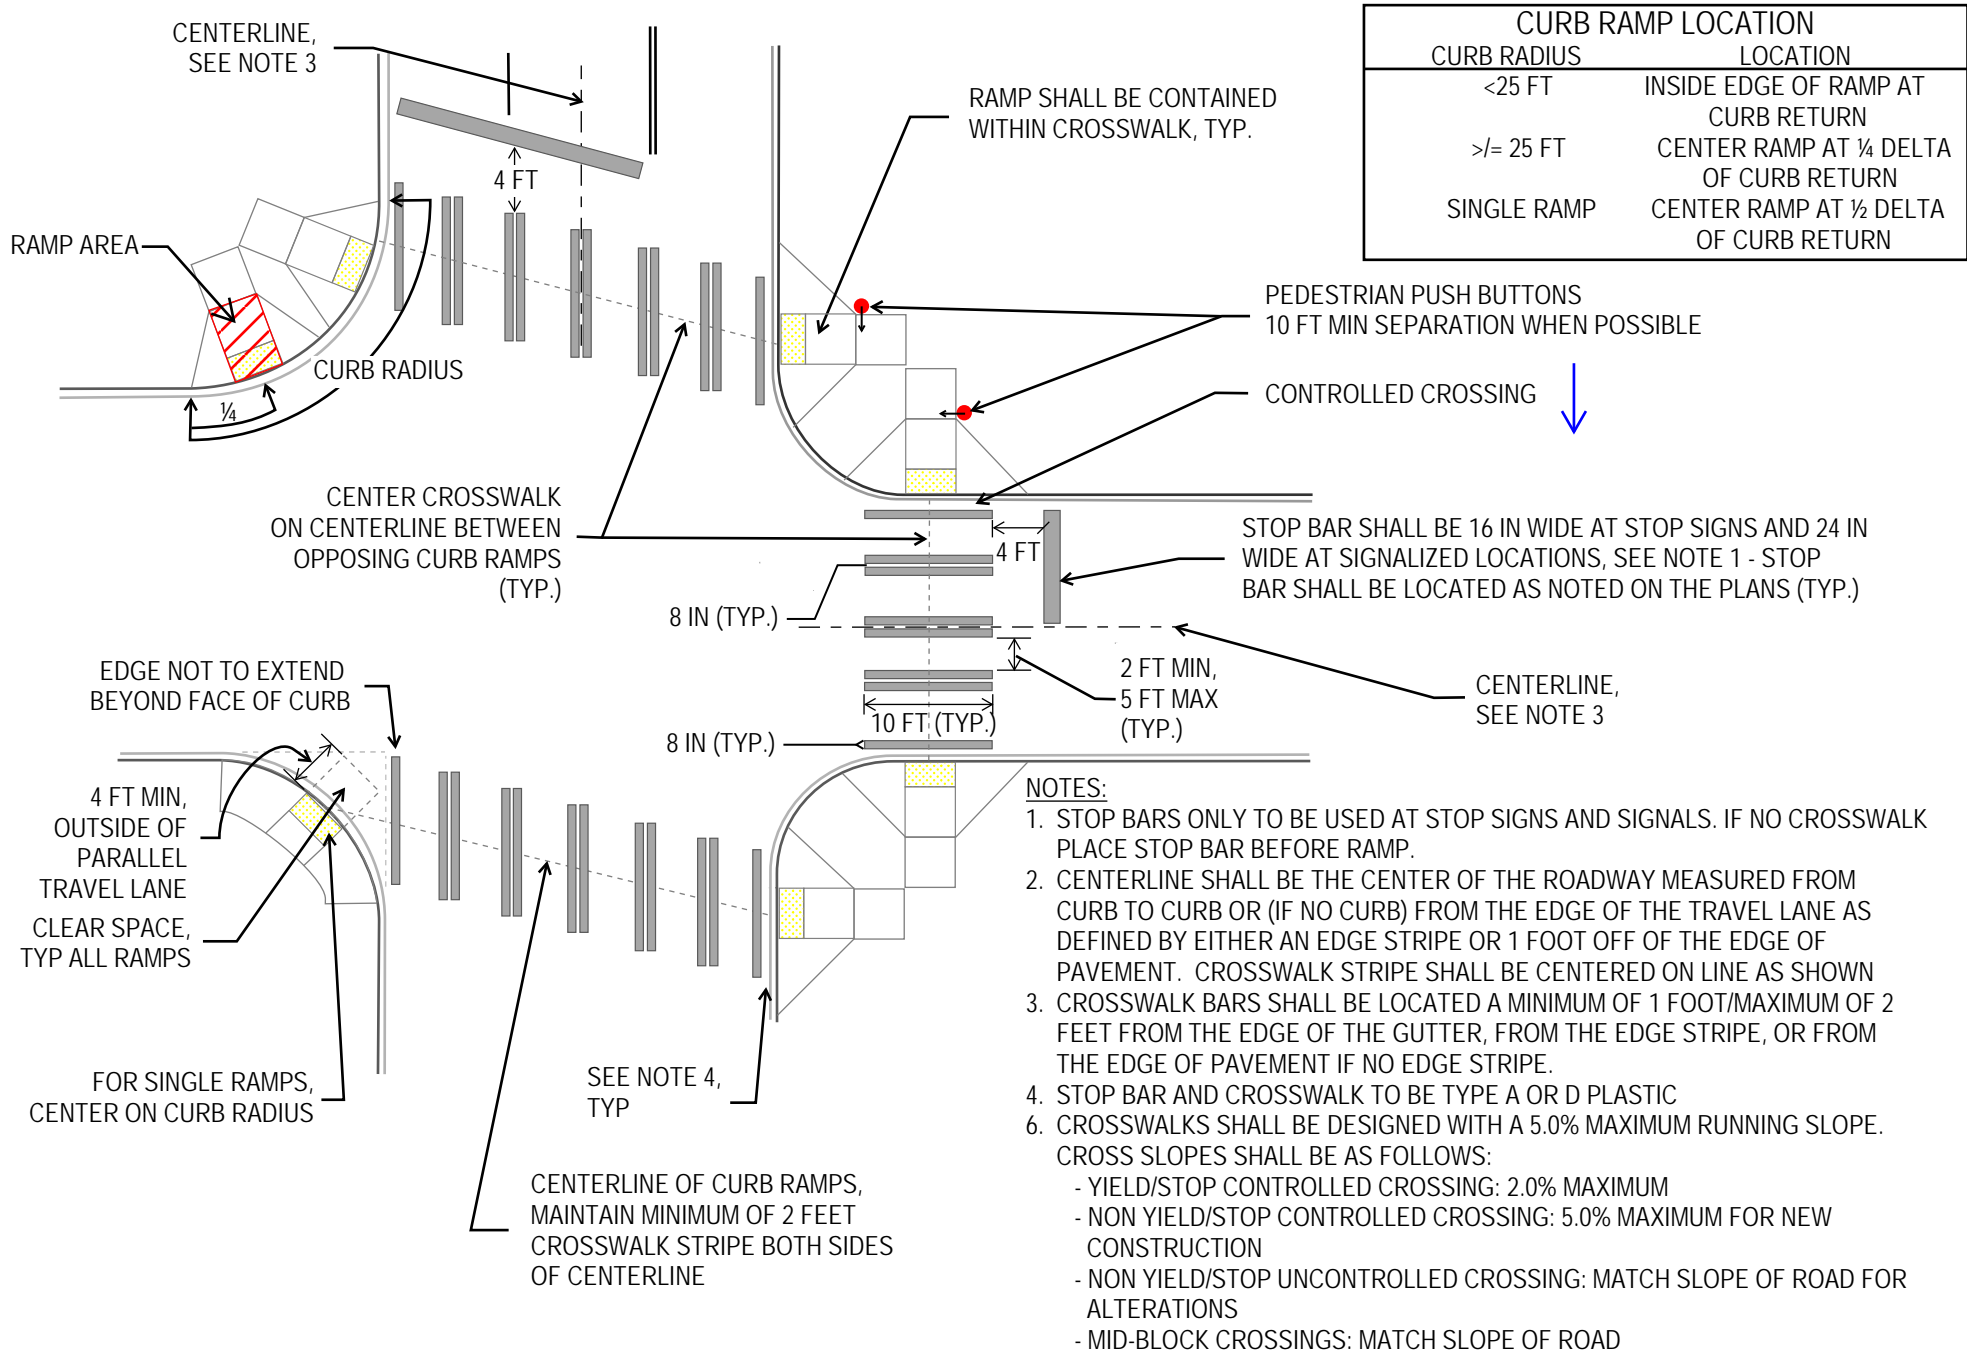 CURB RAMP LOCATION
CURB RADIUS LOCATION
<25 FT INSIDE EDGE OF RAMP AT
CURB RETURN
>/= 25 FT CENTER RAMP AT ¼ DELTA
OF CURB RETURN
SINGLE RAMP CENTER RAMP AT ½ DELTA
OF CURB RETURN
CENTERLINE,
SEE NOTE 3
RAMP SHALL BE CONTAINED
WITHIN CROSSWALK, TYP.
4 FT
RAMP AREA
CURB RADIUS
¼
PEDESTRIAN PUSH BUTTONS
10 FT MIN SEPARATION WHEN POSSIBLE
CONTROLLED CROSSING
CENTER CROSSWALK
ON CENTERLINE BETWEEN
OPPOSING CURB RAMPS
(TYP.)
4 FT
STOP BAR SHALL BE 16 IN WIDE AT STOP SIGNS AND 24 IN
WIDE AT SIGNALIZED LOCATIONS, SEE NOTE 1 - STOP
BAR SHALL BE LOCATED AS NOTED ON THE PLANS (TYP.)
8 IN (TYP.)
2 FT MIN,
5 FT MAX
(TYP.)
CENTERLINE,
SEE NOTE 3
10 FT (TYP.)
8 IN (TYP.)
EDGE NOT TO EXTEND
BEYOND FACE OF CURB
4 FT MIN,
OUTSIDE OF
PARALLEL
TRAVEL LANE
CLEAR SPACE,
TYP ALL RAMPS
FOR SINGLE RAMPS,
CENTER ON CURB RADIUS
SEE NOTE 4,
TYP
CENTERLINE OF CURB RAMPS,
MAINTAIN MINIMUM OF 2 FEET
CROSSWALK STRIPE BOTH SIDES
OF CENTERLINE
NOTES:
1. STOP BARS ONLY TO BE USED AT STOP SIGNS AND SIGNALS. IF NO CROSSWALK
PLACE STOP BAR BEFORE RAMP.
2. CENTERLINE SHALL BE THE CENTER OF THE ROADWAY MEASURED FROM
CURB TO CURB OR (IF NO CURB) FROM THE EDGE OF THE TRAVEL LANE AS
DEFINED BY EITHER AN EDGE STRIPE OR 1 FOOT OFF OF THE EDGE OF
PAVEMENT. CROSSWALK STRIPE SHALL BE CENTERED ON LINE AS SHOWN
3. CROSSWALK BARS SHALL BE LOCATED A MINIMUM OF 1 FOOT/MAXIMUM OF 2
FEET FROM THE EDGE OF THE GUTTER, FROM THE EDGE STRIPE, OR FROM
THE EDGE OF PAVEMENT IF NO EDGE STRIPE.
4. STOP BAR AND CROSSWALK TO BE TYPE A OR D PLASTIC
6. CROSSWALKS SHALL BE DESIGNED WITH A 5.0% MAXIMUM RUNNING SLOPE.
CROSS SLOPES SHALL BE AS FOLLOWS:
- YIELD/STOP CONTROLLED CROSSING: 2.0% MAXIMUM
- NON YIELD/STOP CONTROLLED CROSSING: 5.0% MAXIMUM FOR NEW
CONSTRUCTION
- NON YIELD/STOP UNCONTROLLED CROSSING: MATCH SLOPE OF ROAD FOR
ALTERATIONS
- MID-BLOCK CROSSINGS: MATCH SLOPE OF ROAD